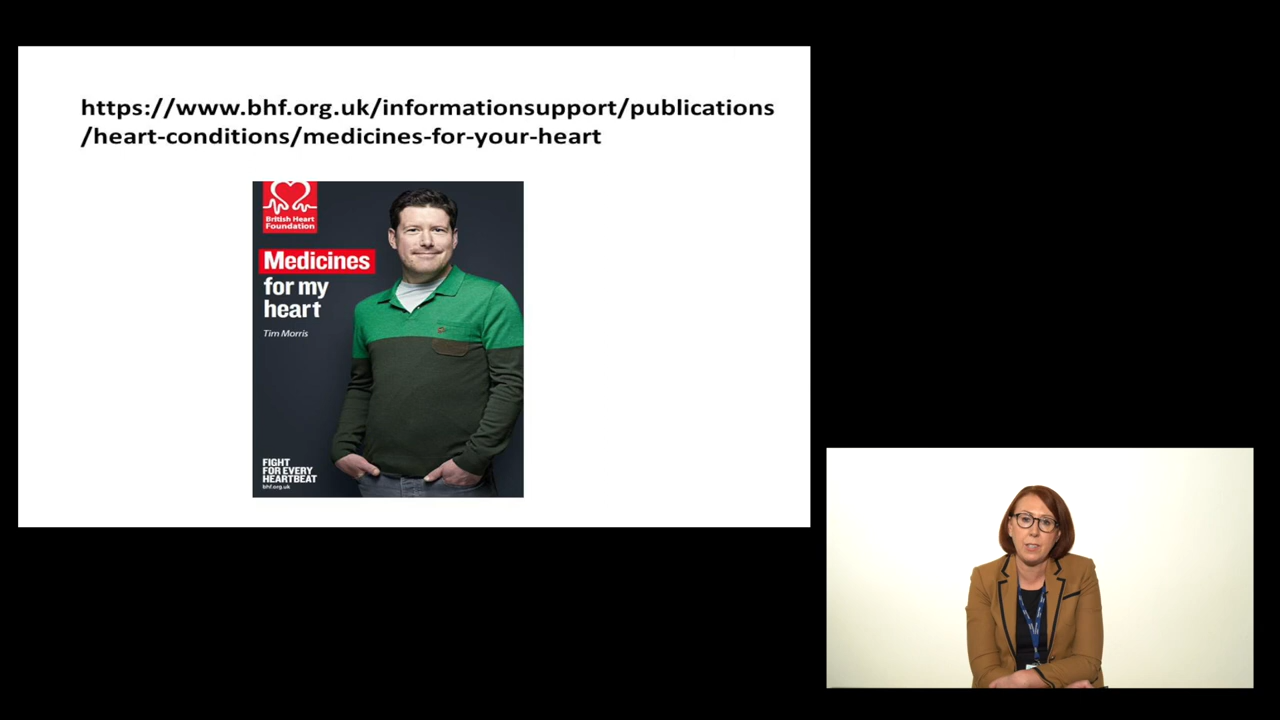 https://www.bhf.org.uk/informationsupport/publications
/heart-conditions/medicines-for-your-heart
British Heart
Foundation
Medicines
for my
heart
Tim Morris
FIGHT
FOR EVERY
HEARTBEAT
bhf.org.uk